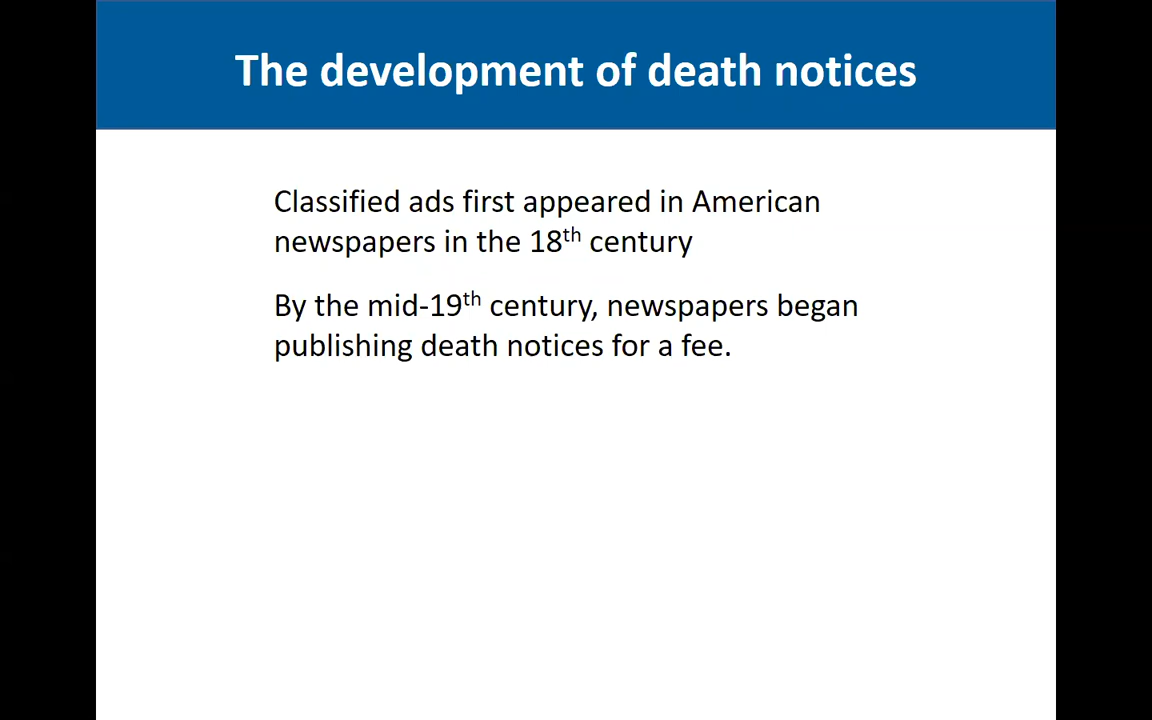 The development of death notices
Classified ads first appeared in American
newspapers in the 18th century
By the mid-19th century, newspapers began
publishing death notices for a fee.